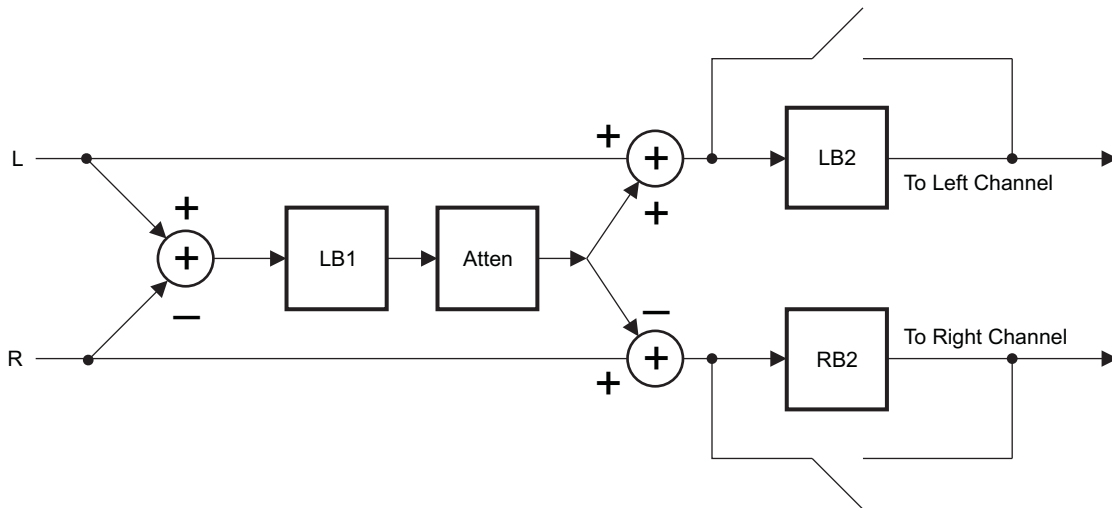 L
+
+
LB2
To Left Channel
+
+
+
LB1
Atten
−
−
To Right Channel
R
+
RB2
+